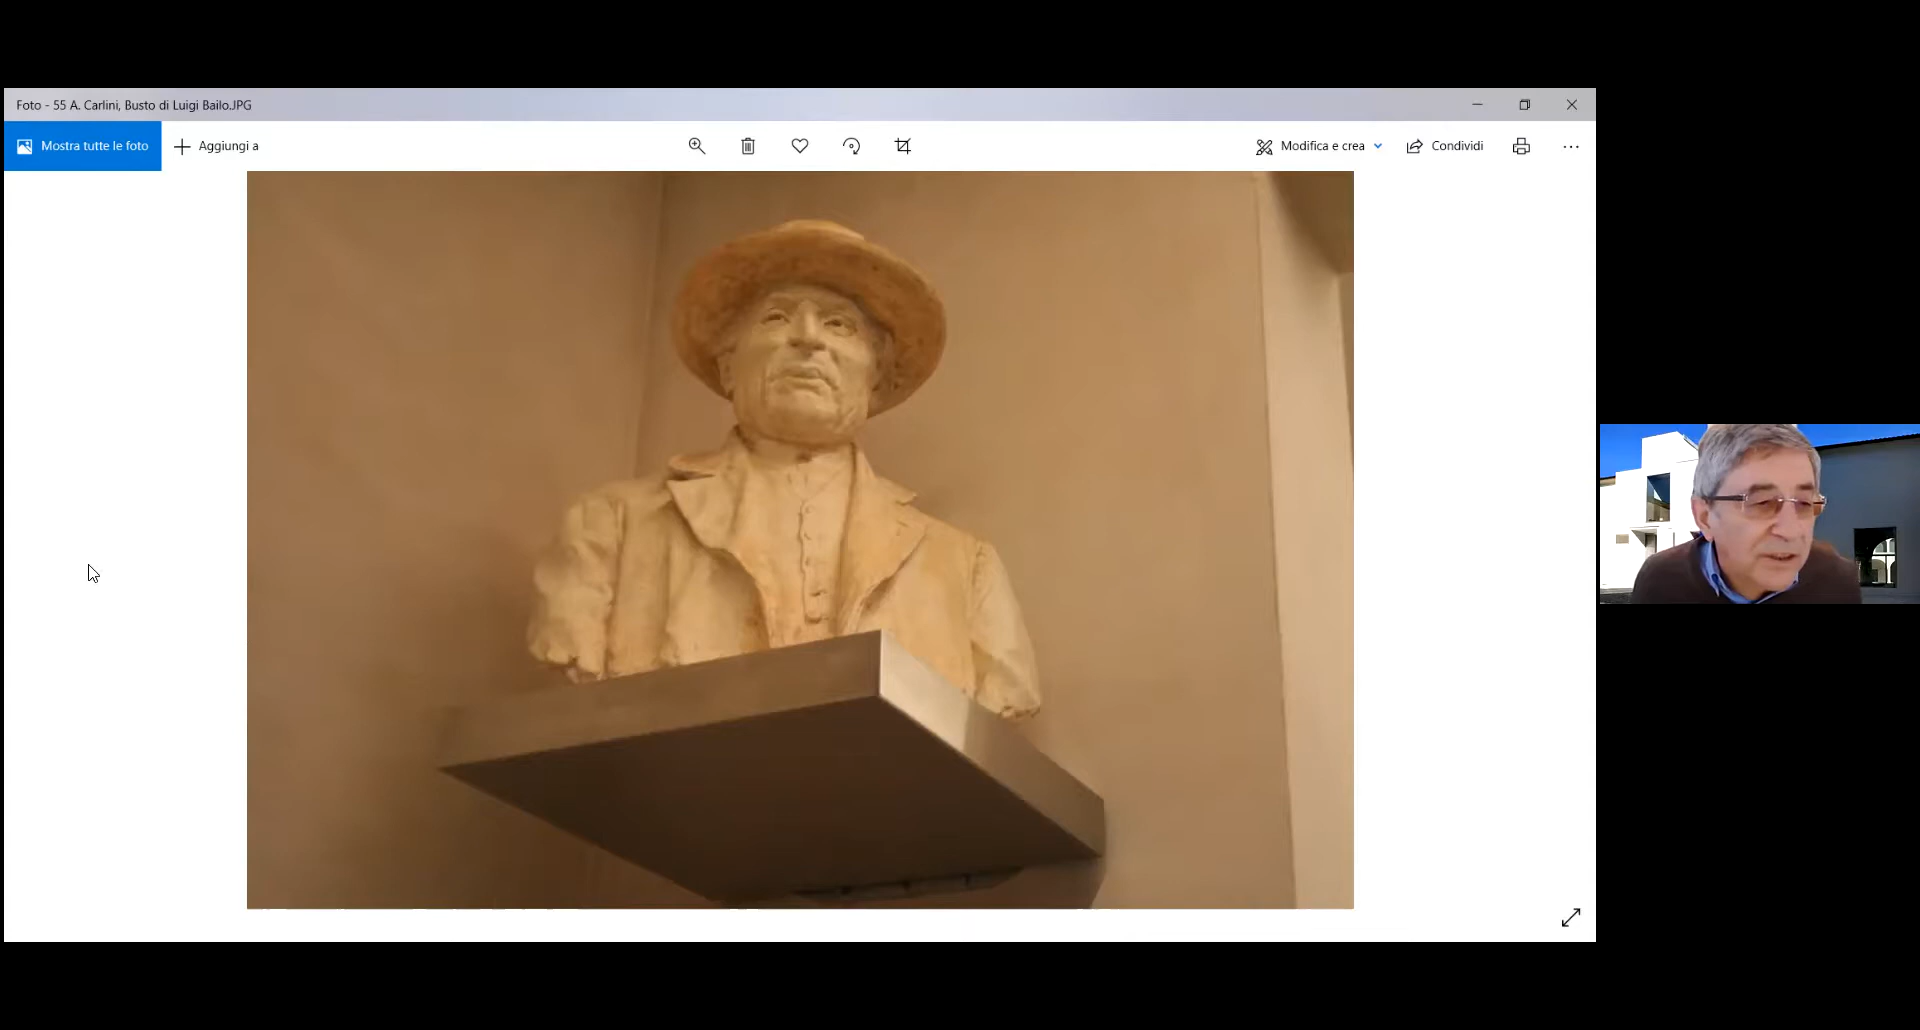 Foto - 55 A. Carlini, Busto di Luigi Bailo.JPG
Mostra tutte le foto
Aggiungi a
Modifica e crea
Condividi